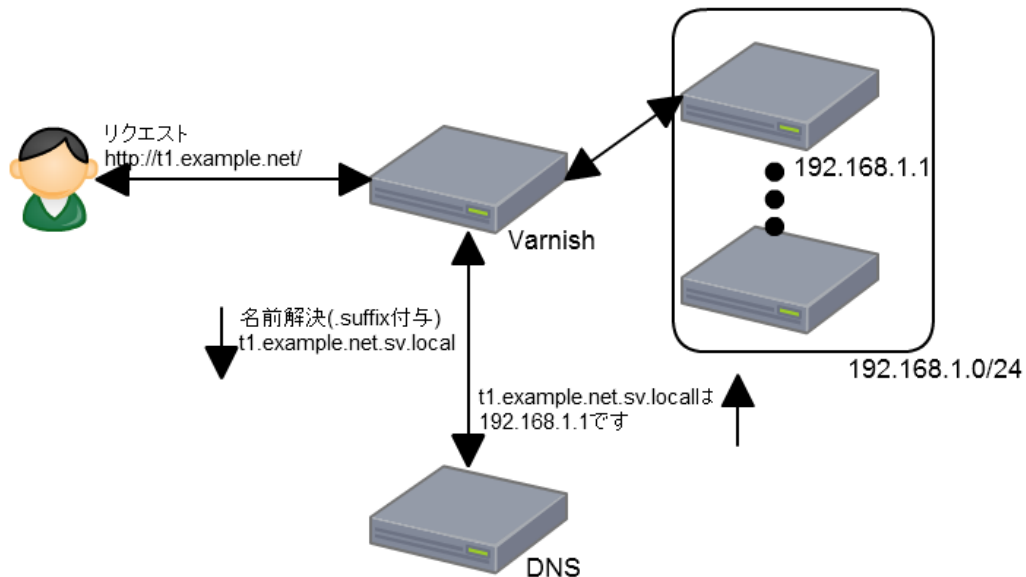 リクエスト
http://t1.example.net/
Varnish
192.168.1.1
192.168.1.0/24
名前解決(.suffix付与)
t1.example.net.sv.local
t1.example.net.sv.localは
192.168.1.1です
DNS